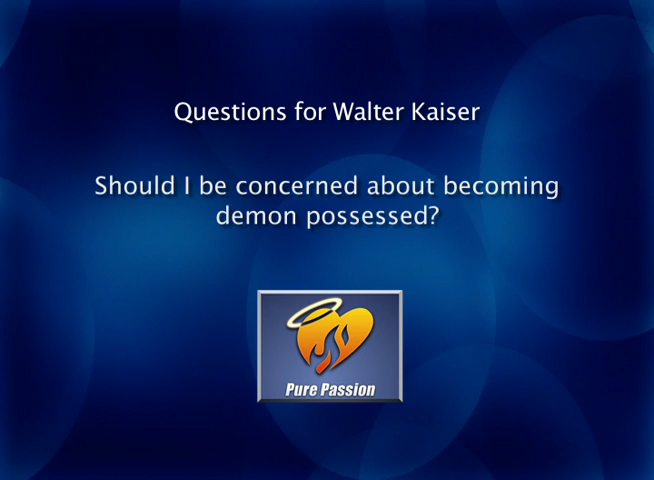 Questions for Walter Kaiser
Should I be concerned about becoming
demon possessed?
Pure Passion